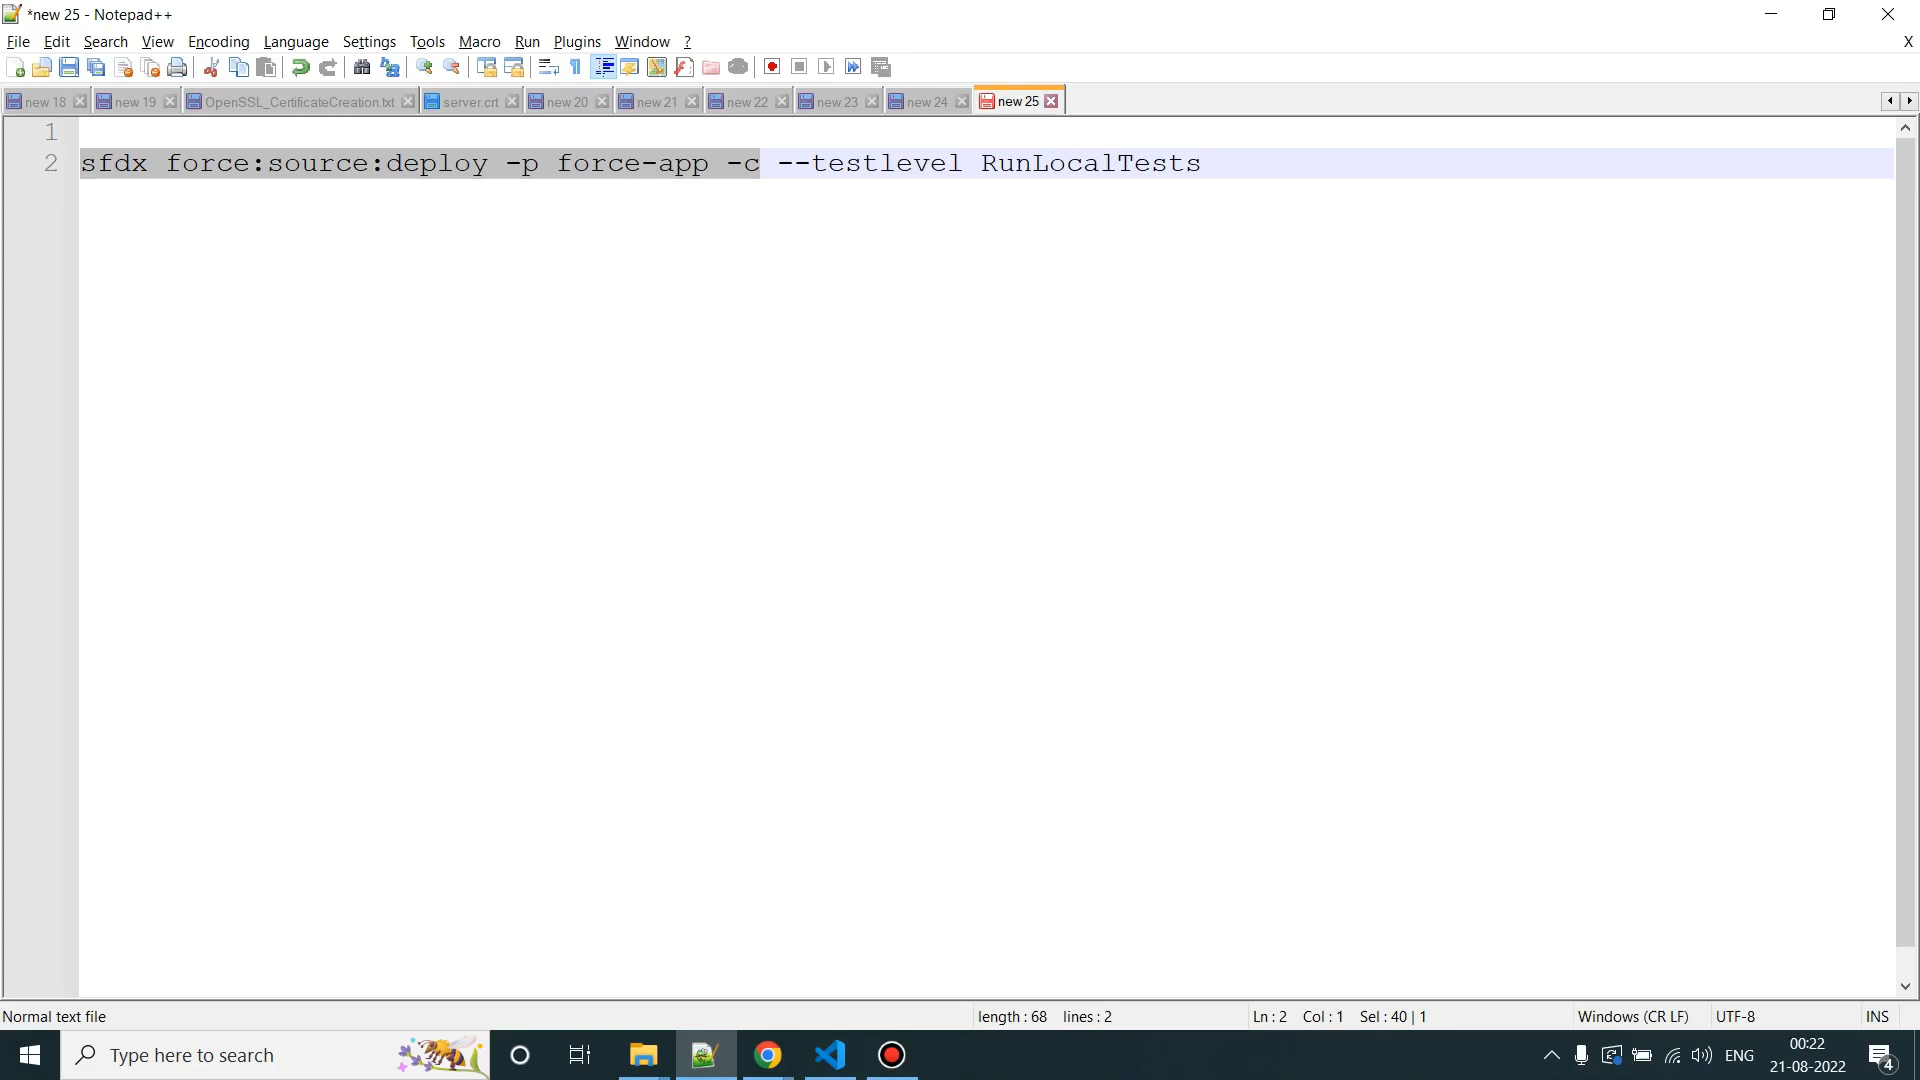 *new 25 - Notepad++
File Edit Search View Encoding Language Settings Tools Macro Run Plugins Window ? X
new 18 new 19 OpenSSL_CertificateCreation.txt server.crt new 20 new 21 new 22 new 23 new 24 new 25
1
2 sfdx force:source:deploy -p force-app -c --testlevel RunLocalTests
Normal text file length : 68 lines : 2 Ln : 2 Col : 1 Sel : 40 | 1 Windows (CR LF) UTF-8 INS
Type here to search ENG 00:22
21-08-2022 4